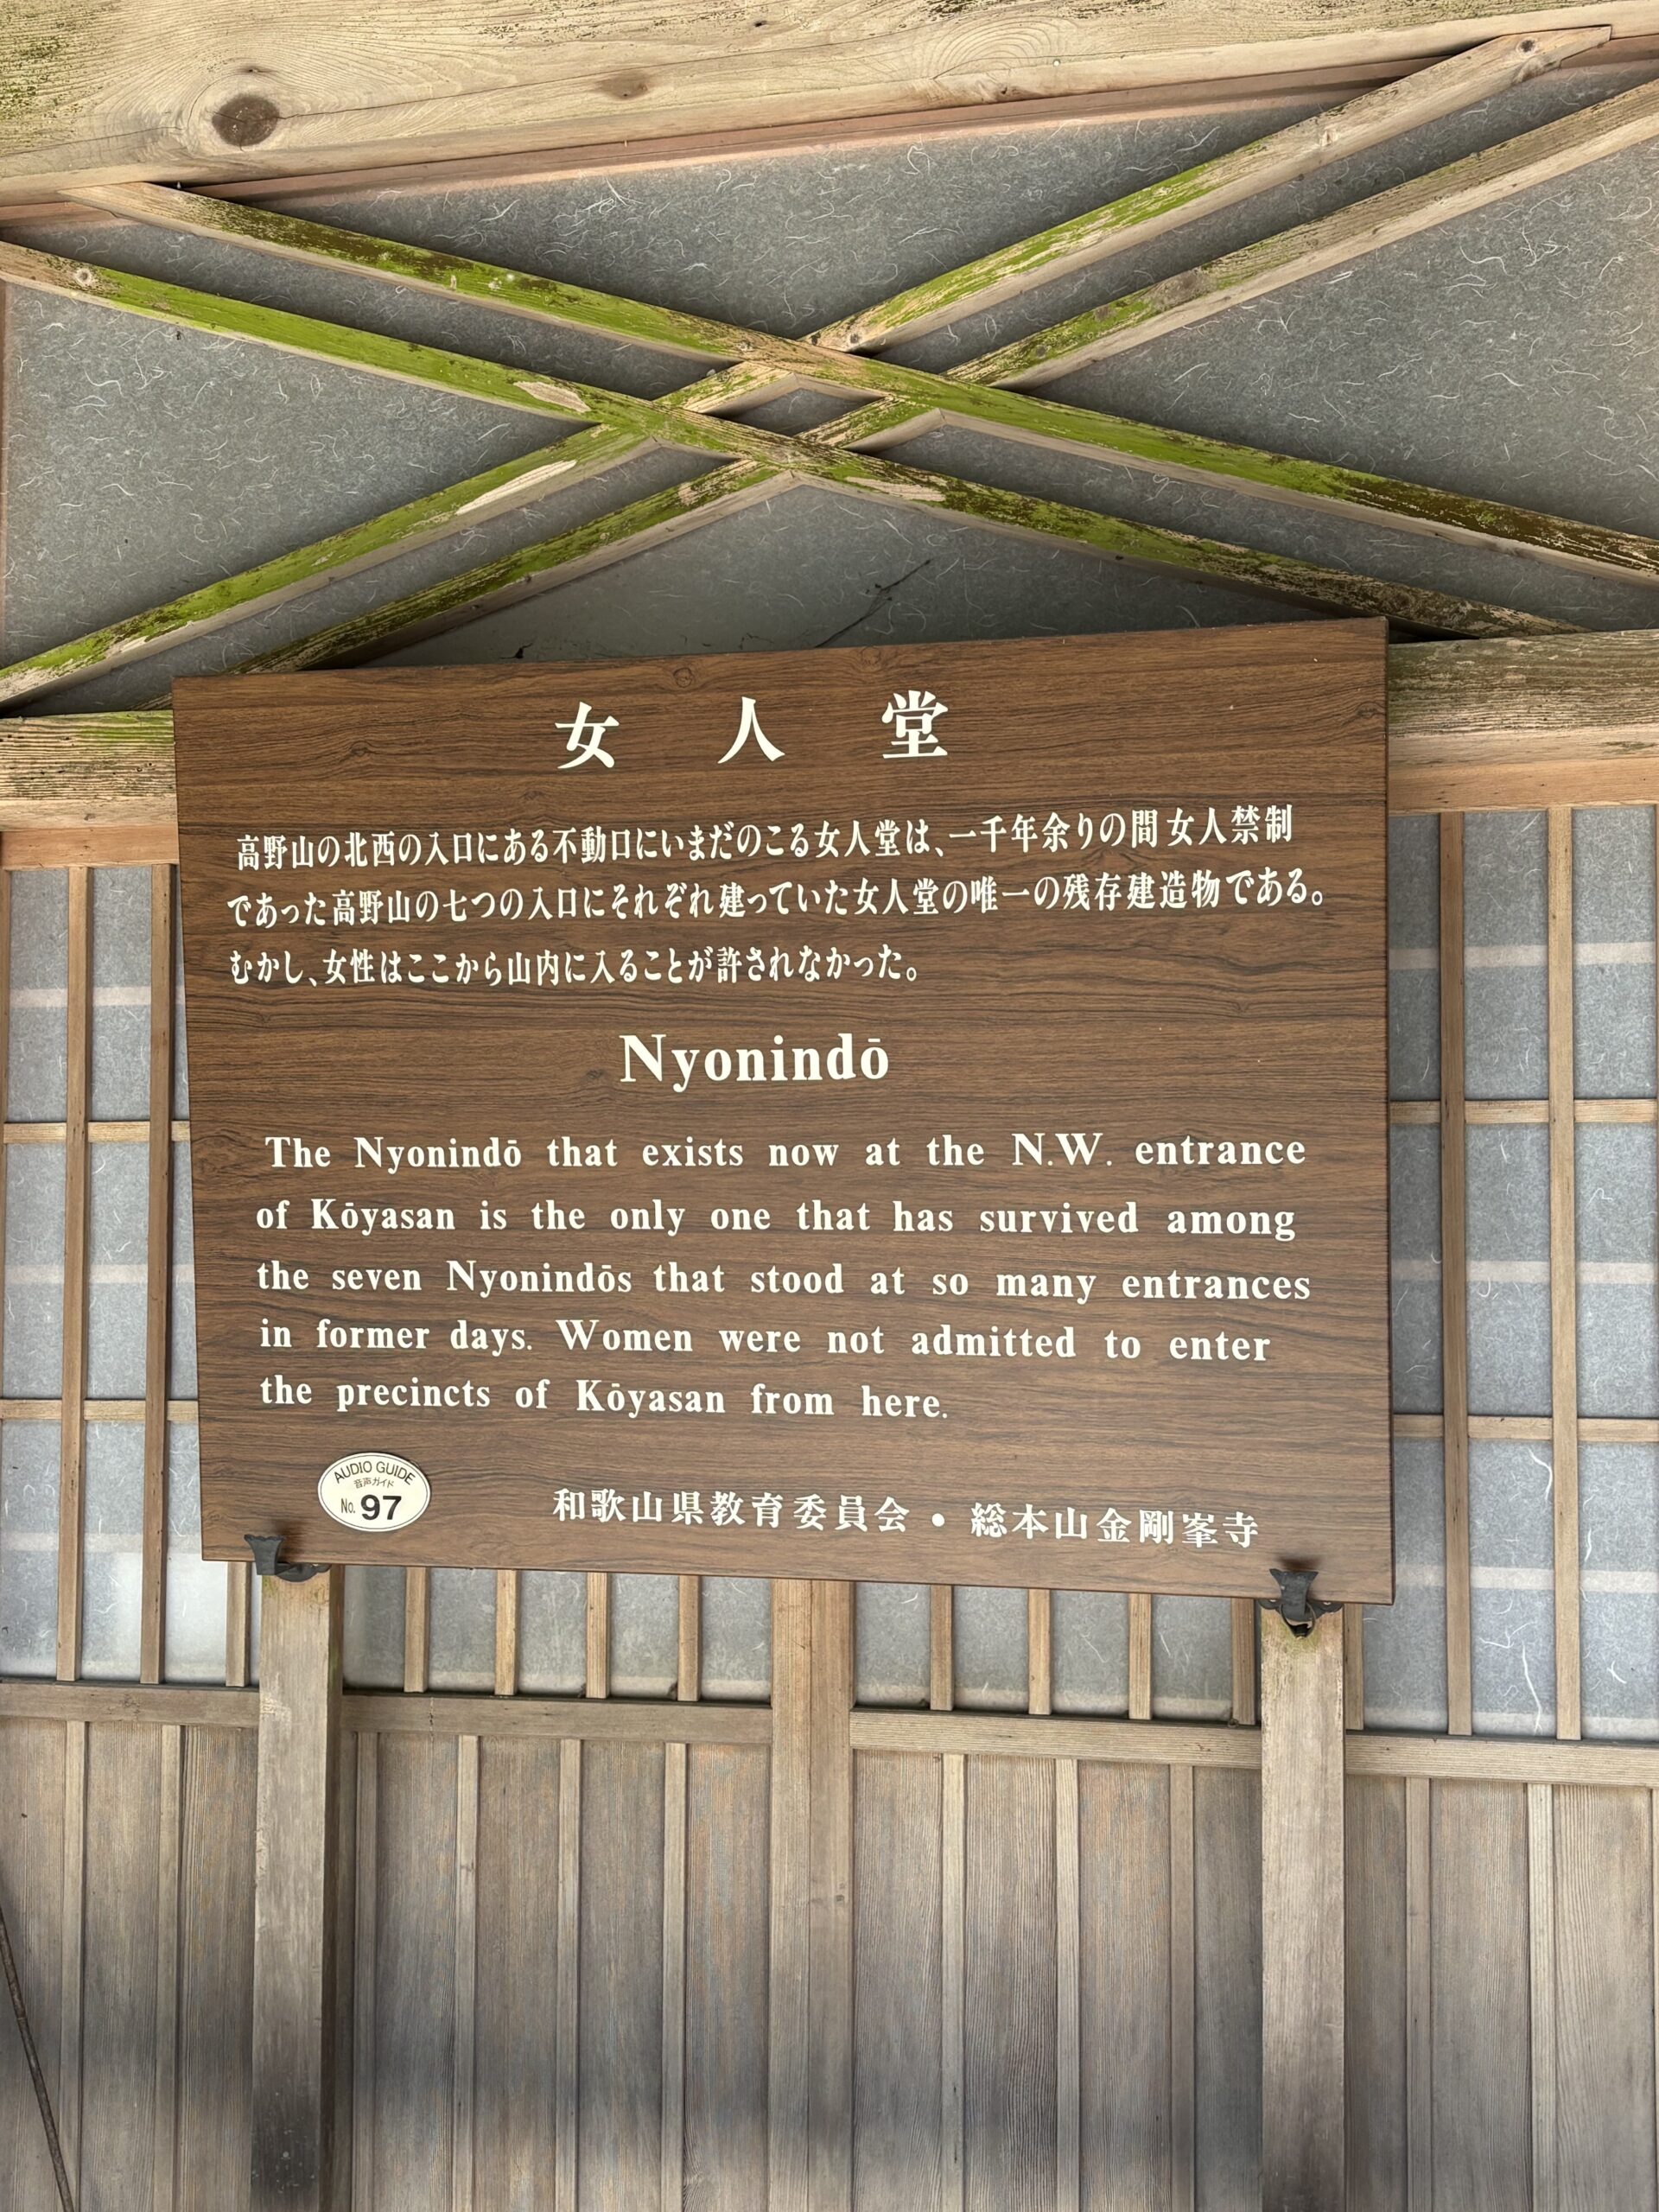 女人堂
高野山の北西の入口にある不動口にいまだのこる女人堂は、一千年余りの間女人禁制
であった高野山の七つの入口にそれぞれ建っていた女人堂の唯一の残存建造物である。
むかし、女性はここから山内に入ることが許されなかった。
Nyonindō
The Nyonindō that exists now at the N.W. entrance
of Kōyasan is the only one that has survived among
the seven Nyonindōs that stood at so many entrances
in former days. Women were not admitted to enter
the precincts of Kōyasan from here.
AUDIO GUIDE
音声ガイド
No. 97
和歌山県教育委員会・総本山金剛峯寺